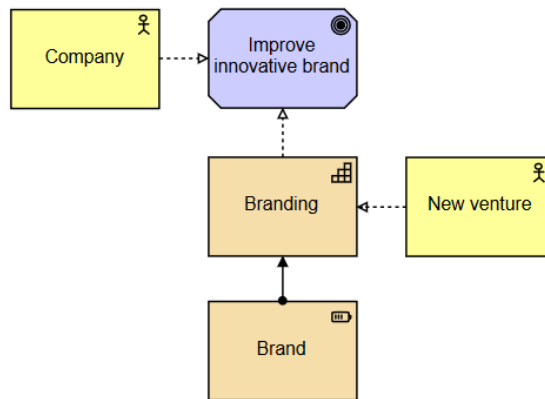 Company
Improve
innovative brand
Branding
New venture
Brand